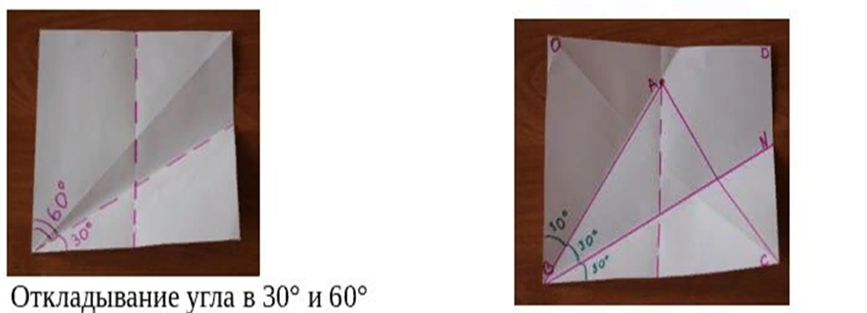 60°
30°
O
D
A
N
30°
30°
30°
B
C
Откладывание угла в 30° и 60°